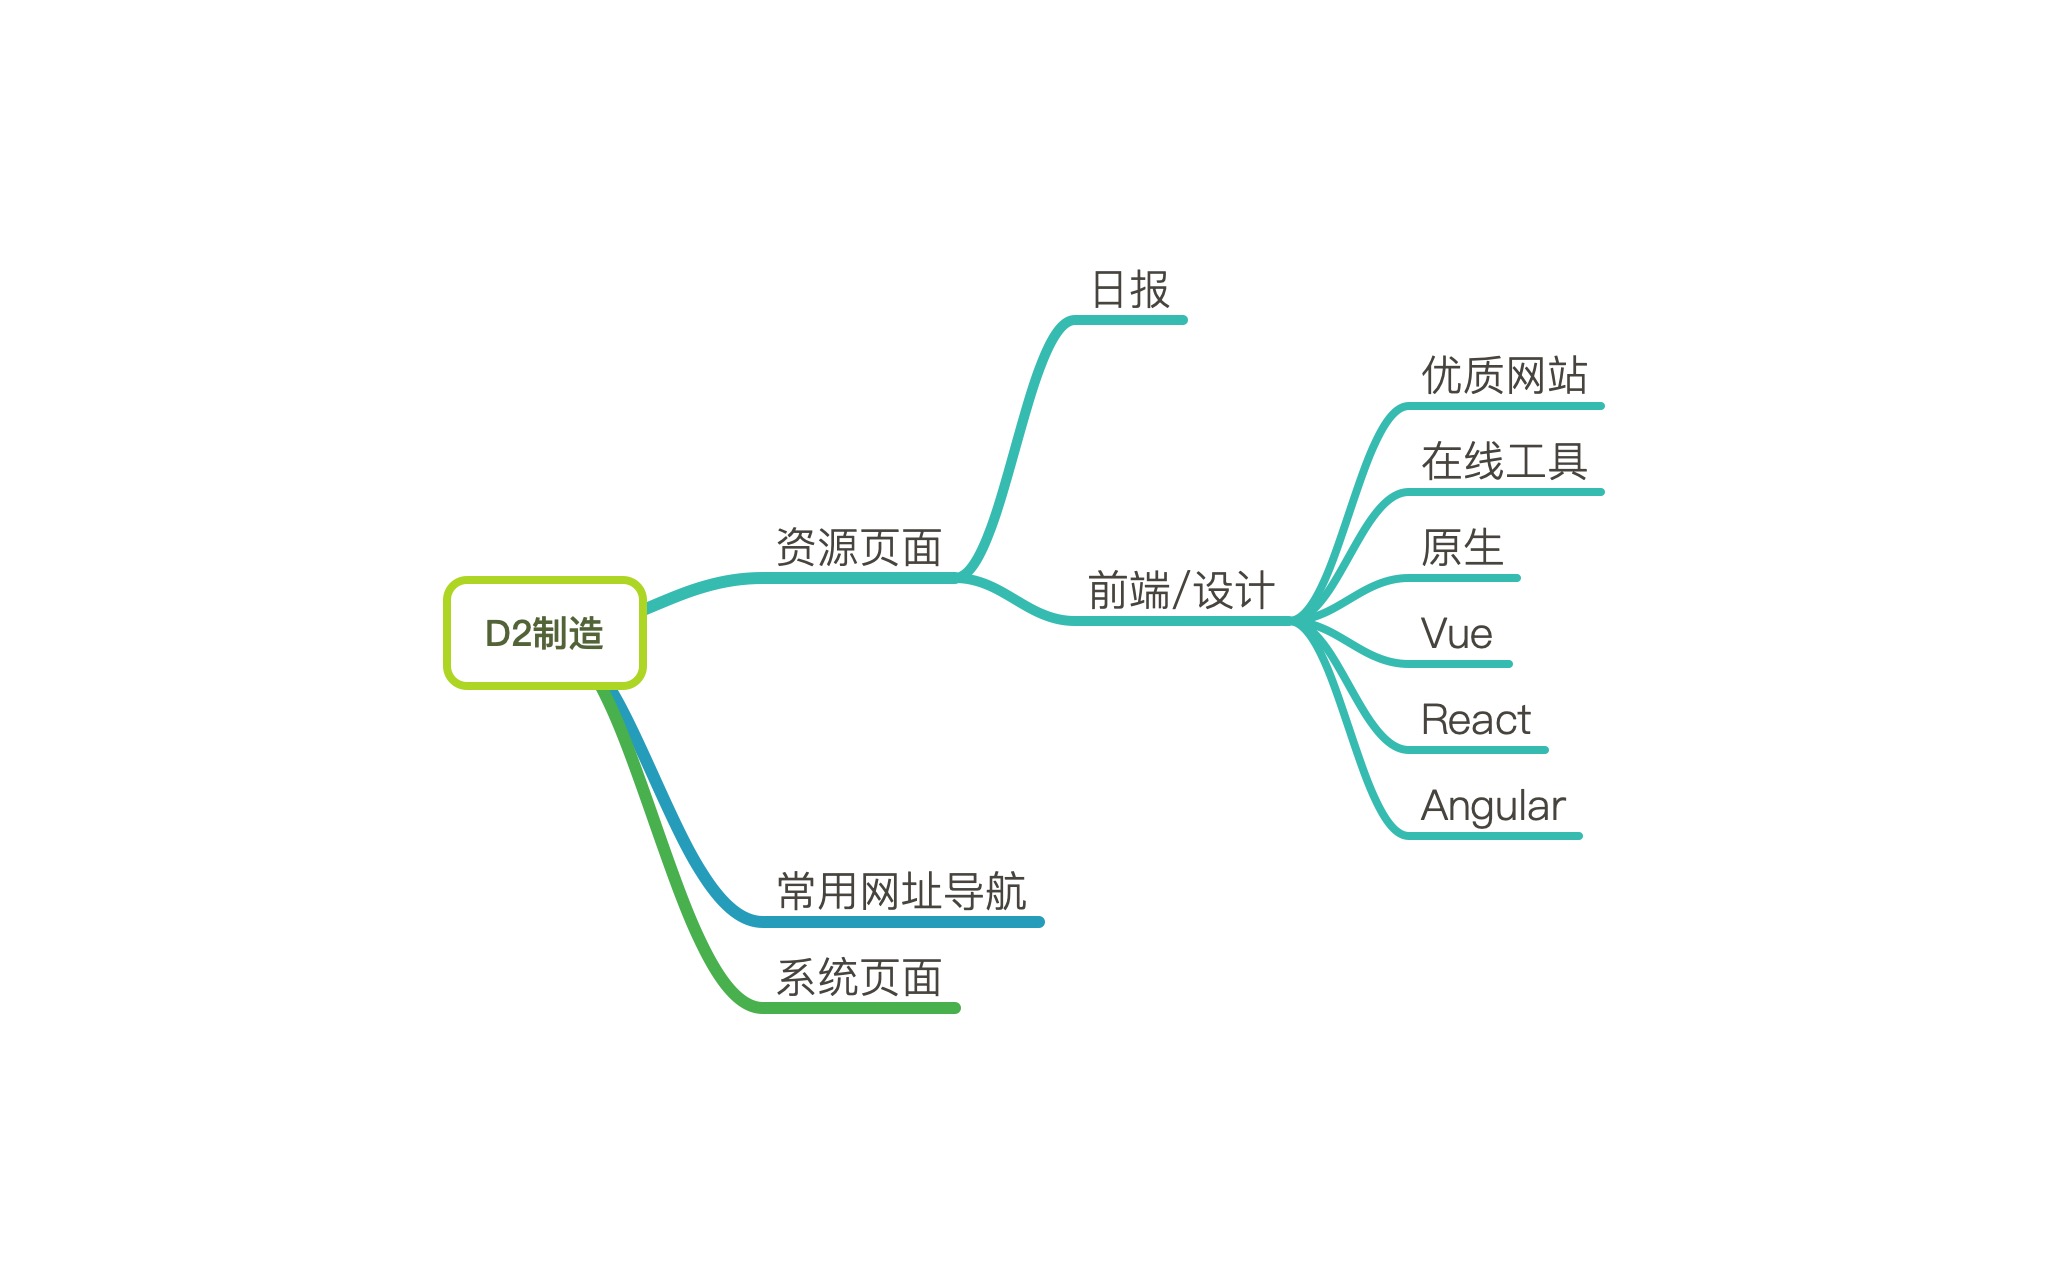 D2制造
资源页面
日报
前端/设计
优质网站
在线工具
原生
Vue
React
Angular
常用网址导航
系统页面